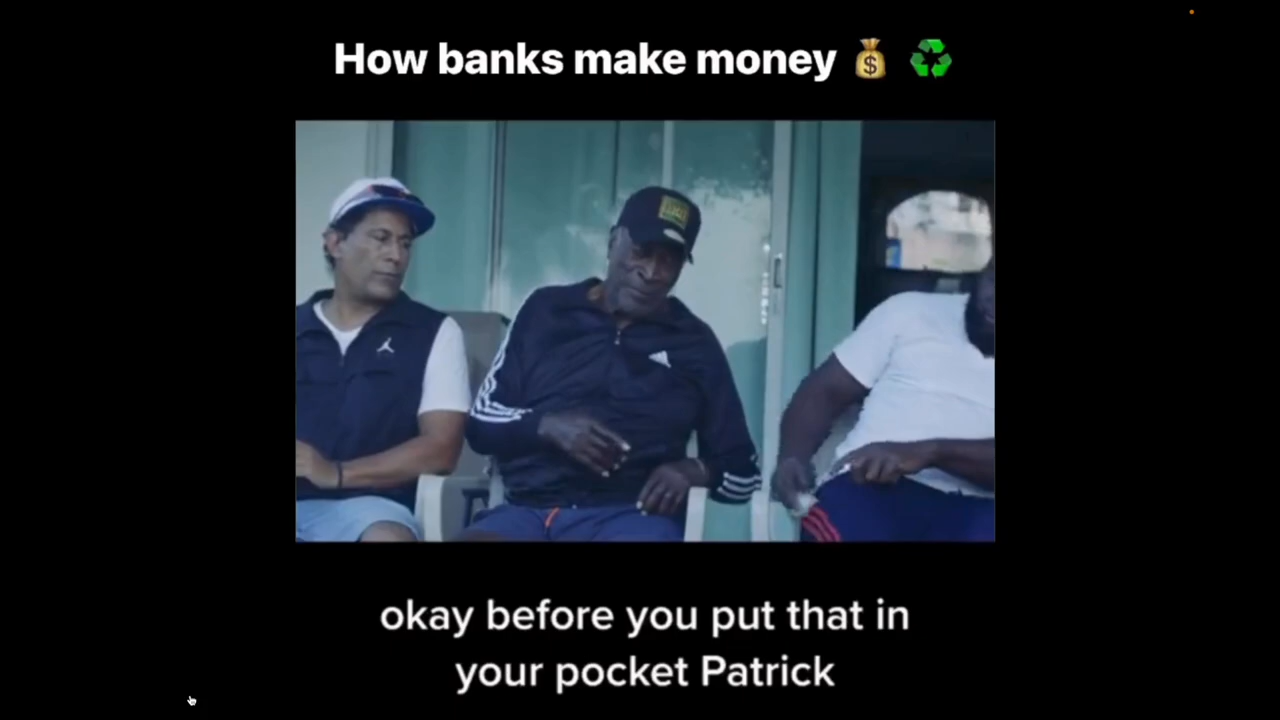 How banks make money 💰 ♻️
okay before you put that in
your pocket Patrick